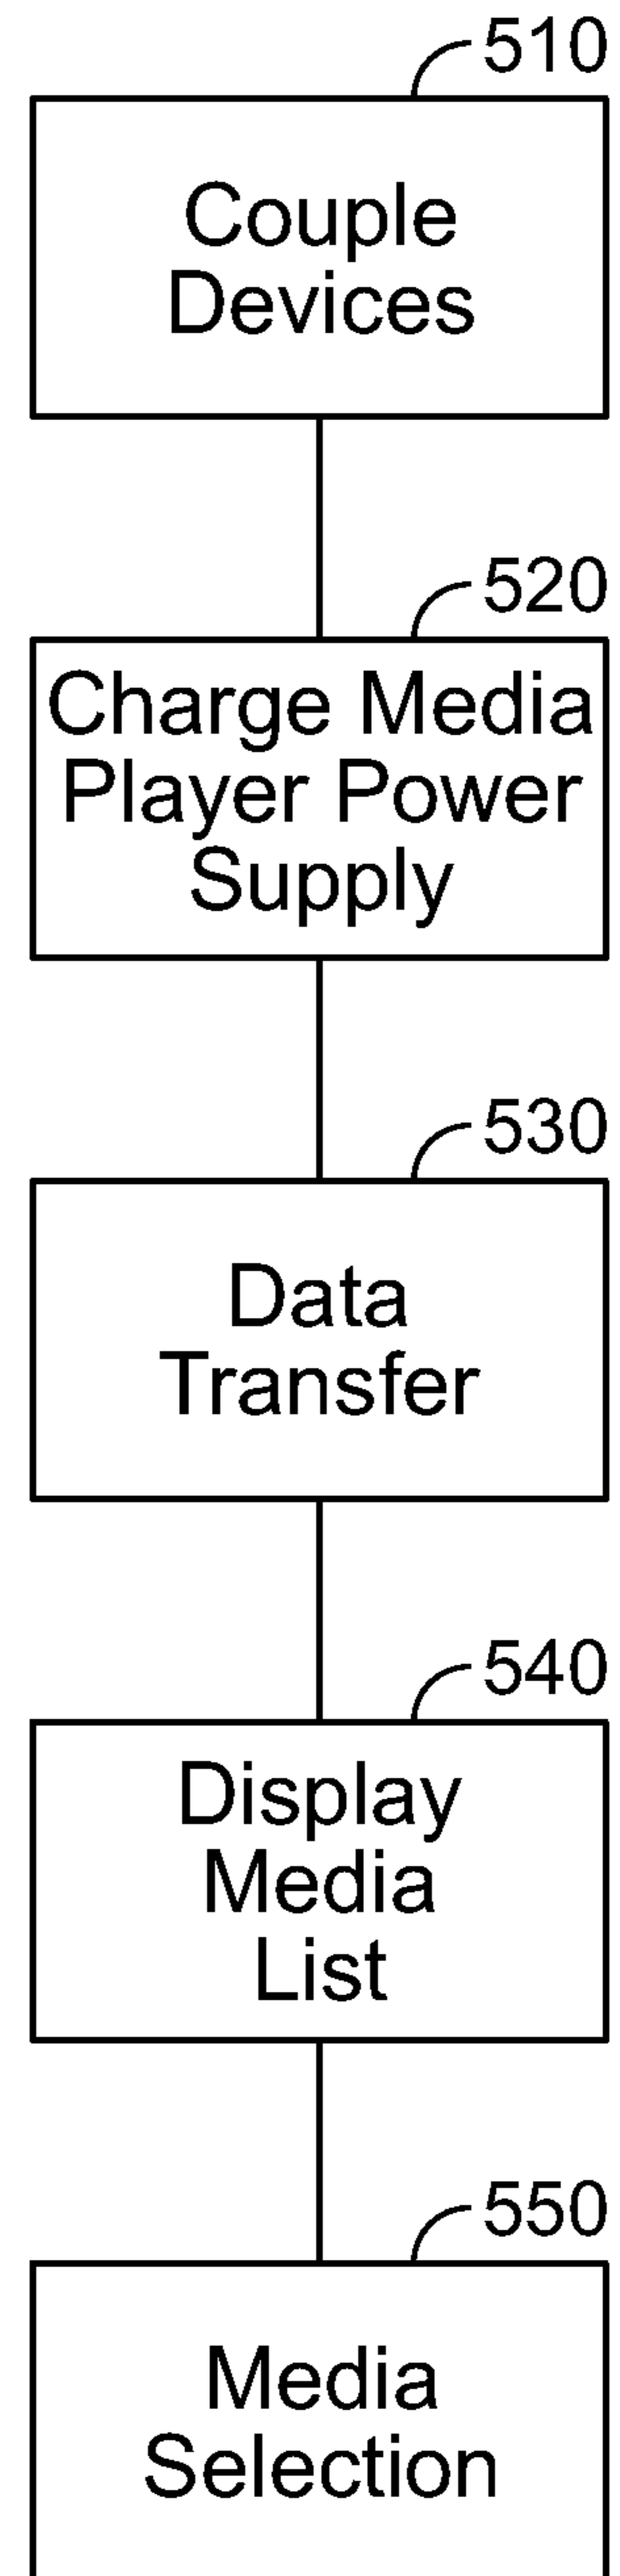 510
Couple
Devices
520
Charge Media
Player Power
Supply
530
Data
Transfer
540
Display
Media
List
550
Media
Selection